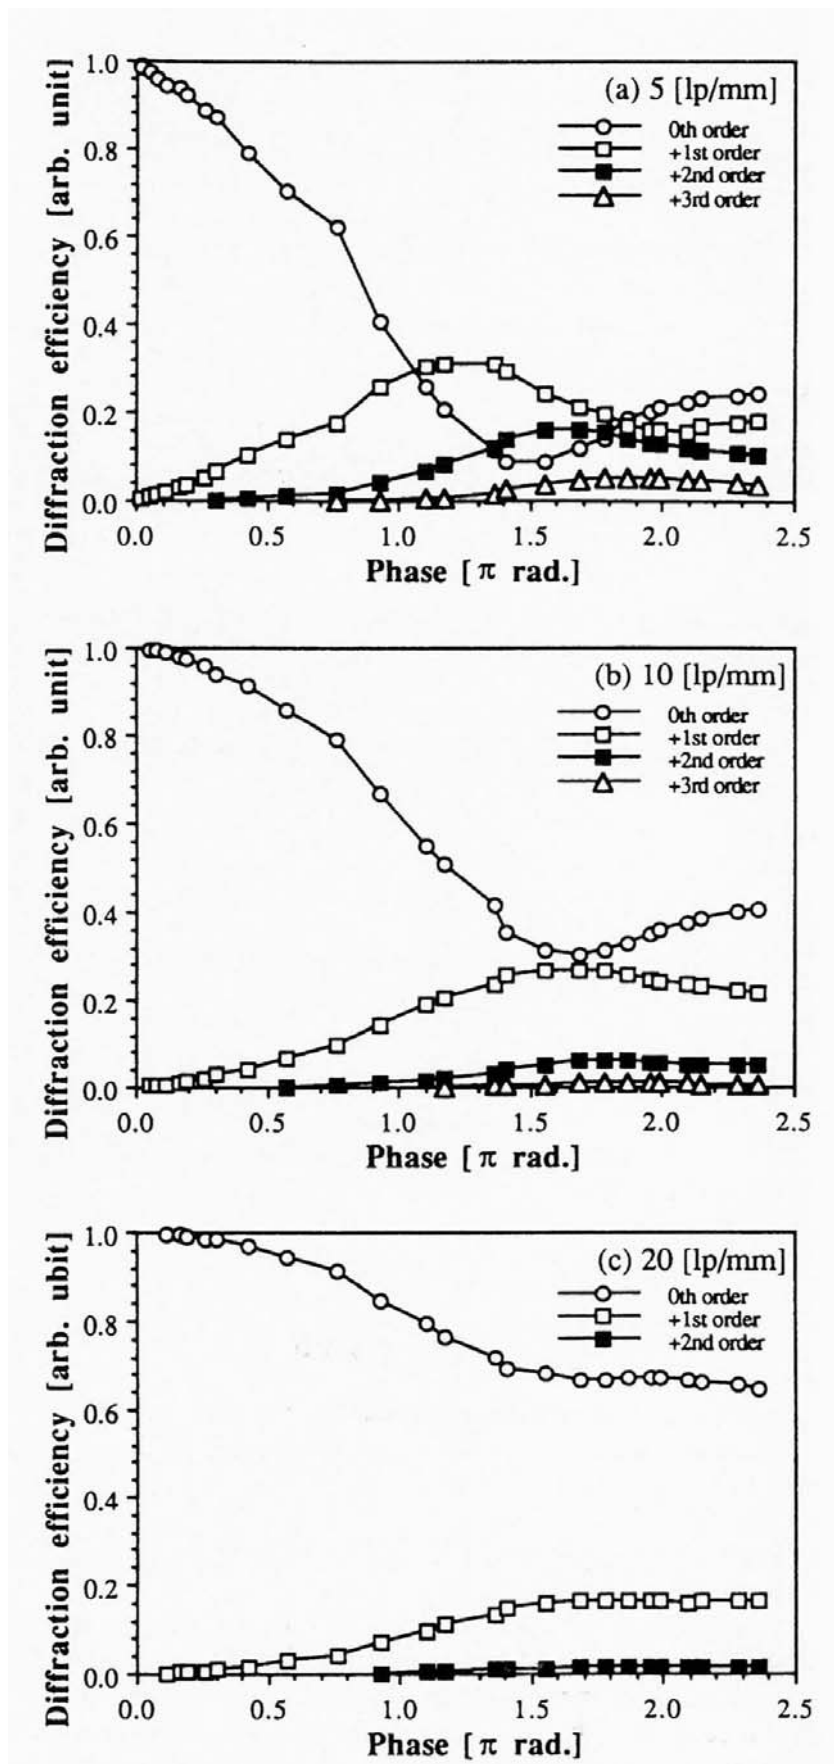 Diffraction efficiency [arb. unit]
1.0
0.8
0.6
0.4
0.2
0.0
(a) 5 [lp/mm]
0th order
+1st order
+2nd order
+3rd order
0.0 0.5 1.0 1.5 2.0 2.5
Phase [π rad.]
Diffraction efficiency [arb. unit]
1.0
0.8
0.6
0.4
0.2
0.0
(b) 10 [lp/mm]
0th order
+1st order
+2nd order
+3rd order
0.0 0.5 1.0 1.5 2.0 2.5
Phase [π rad.]
Diffraction efficiency [arb. ubit]
1.0
0.8
0.6
0.4
0.2
0.0
(c) 20 [lp/mm]
0th order
+1st order
+2nd order
0.0 0.5 1.0 1.5 2.0 2.5
Phase [π rad.]